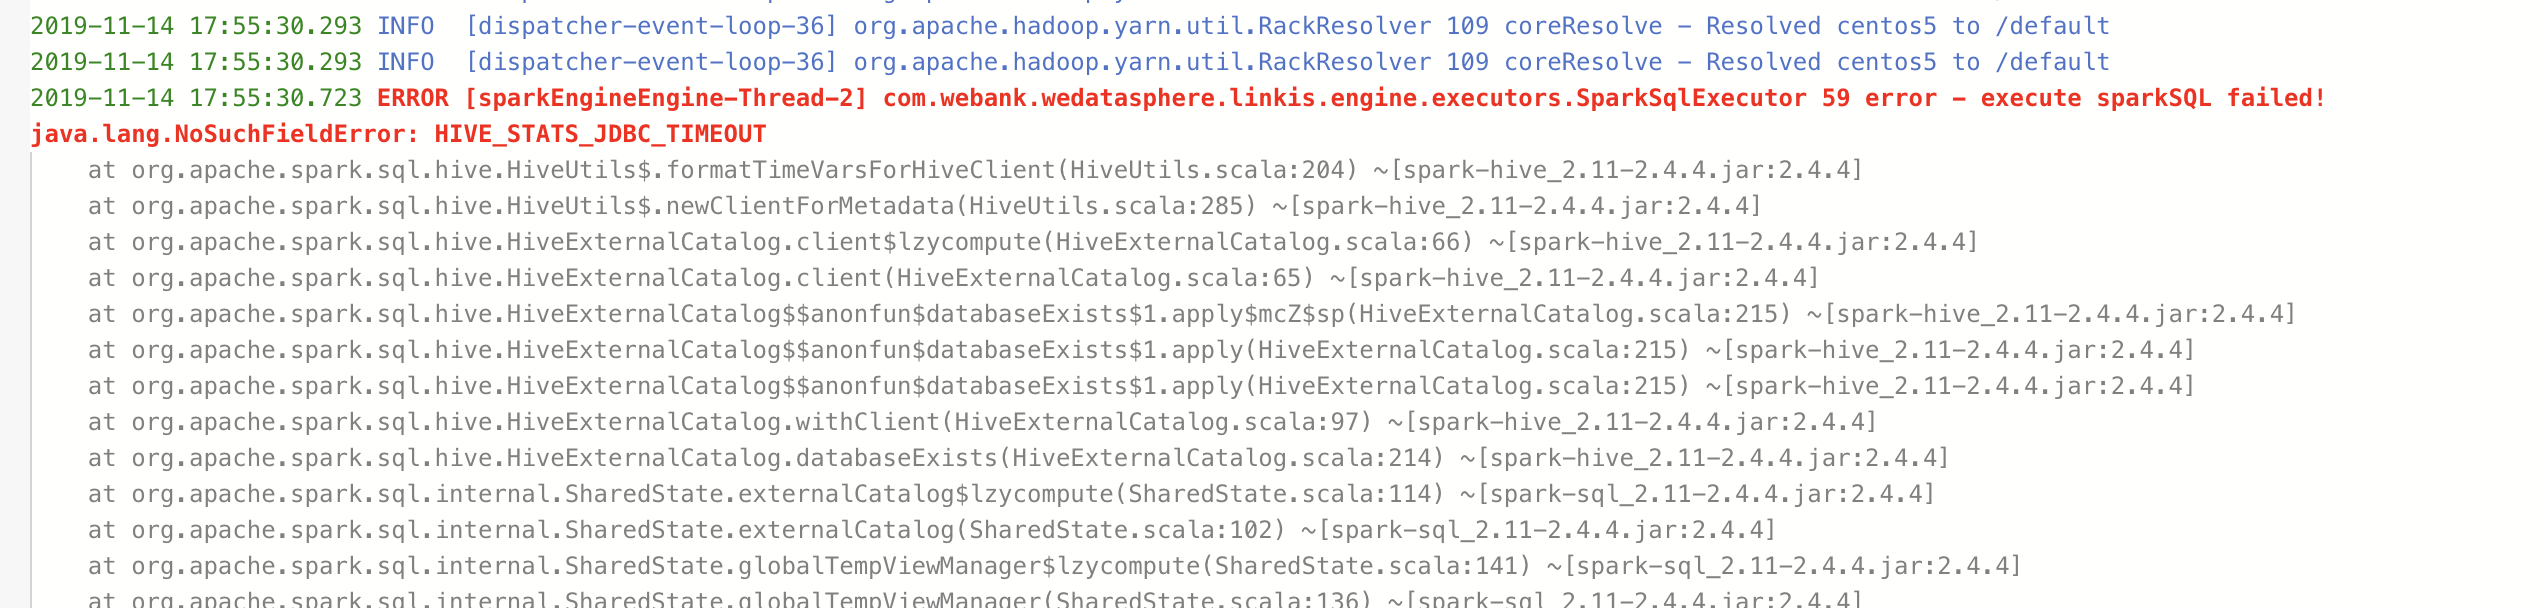 2019-11-14 17:55:30.293 INFO  [dispatcher-event-loop-36] org.apache.hadoop.yarn.util.RackResolver 109 coreResolve - Resolved centos5 to /default
2019-11-14 17:55:30.293 INFO  [dispatcher-event-loop-36] org.apache.hadoop.yarn.util.RackResolver 109 coreResolve - Resolved centos5 to /default
2019-11-14 17:55:30.723 ERROR [sparkEngineEngine-Thread-2] com.webank.wedatasphere.linkis.engine.executors.SparkSqlExecutor 59 error - execute sparkSQL failed!
java.lang.NoSuchFieldError: HIVE_STATS_JDBC_TIMEOUT
    at org.apache.spark.sql.hive.HiveUtils$.formatTimeVarsForHiveClient(HiveUtils.scala:204) ~[spark-hive_2.11-2.4.4.jar:2.4.4]
    at org.apache.spark.sql.hive.HiveUtils$.newClientForMetadata(HiveUtils.scala:285) ~[spark-hive_2.11-2.4.4.jar:2.4.4]
    at org.apache.spark.sql.hive.HiveExternalCatalog.client$lzycompute(HiveExternalCatalog.scala:66) ~[spark-hive_2.11-2.4.4.jar:2.4.4]
    at org.apache.spark.sql.hive.HiveExternalCatalog.client(HiveExternalCatalog.scala:65) ~[spark-hive_2.11-2.4.4.jar:2.4.4]
    at org.apache.spark.sql.hive.HiveExternalCatalog$$anonfun$databaseExists$1.apply$mcZ$sp(HiveExternalCatalog.scala:215) ~[spark-hive_2.11-2.4.4.jar:2.4.4]
    at org.apache.spark.sql.hive.HiveExternalCatalog$$anonfun$databaseExists$1.apply(HiveExternalCatalog.scala:215) ~[spark-hive_2.11-2.4.4.jar:2.4.4]
    at org.apache.spark.sql.hive.HiveExternalCatalog$$anonfun$databaseExists$1.apply(HiveExternalCatalog.scala:215) ~[spark-hive_2.11-2.4.4.jar:2.4.4]
    at org.apache.spark.sql.hive.HiveExternalCatalog.withClient(HiveExternalCatalog.scala:97) ~[spark-hive_2.11-2.4.4.jar:2.4.4]
    at org.apache.spark.sql.hive.HiveExternalCatalog.databaseExists(HiveExternalCatalog.scala:214) ~[spark-hive_2.11-2.4.4.jar:2.4.4]
    at org.apache.spark.sql.internal.SharedState.externalCatalog$lzycompute(SharedState.scala:114) ~[spark-sql_2.11-2.4.4.jar:2.4.4]
    at org.apache.spark.sql.internal.SharedState.externalCatalog(SharedState.scala:102) ~[spark-sql_2.11-2.4.4.jar:2.4.4]
    at org.apache.spark.sql.internal.SharedState.globalTempViewManager$lzycompute(SharedState.scala:141) ~[spark-sql_2.11-2.4.4.jar:2.4.4]
    at org.apache.spark.sql.internal.SharedState.globalTempViewManager(SharedState.scala:136) ~[spark-sql_2.11-2.4.4.jar:2.4.4]